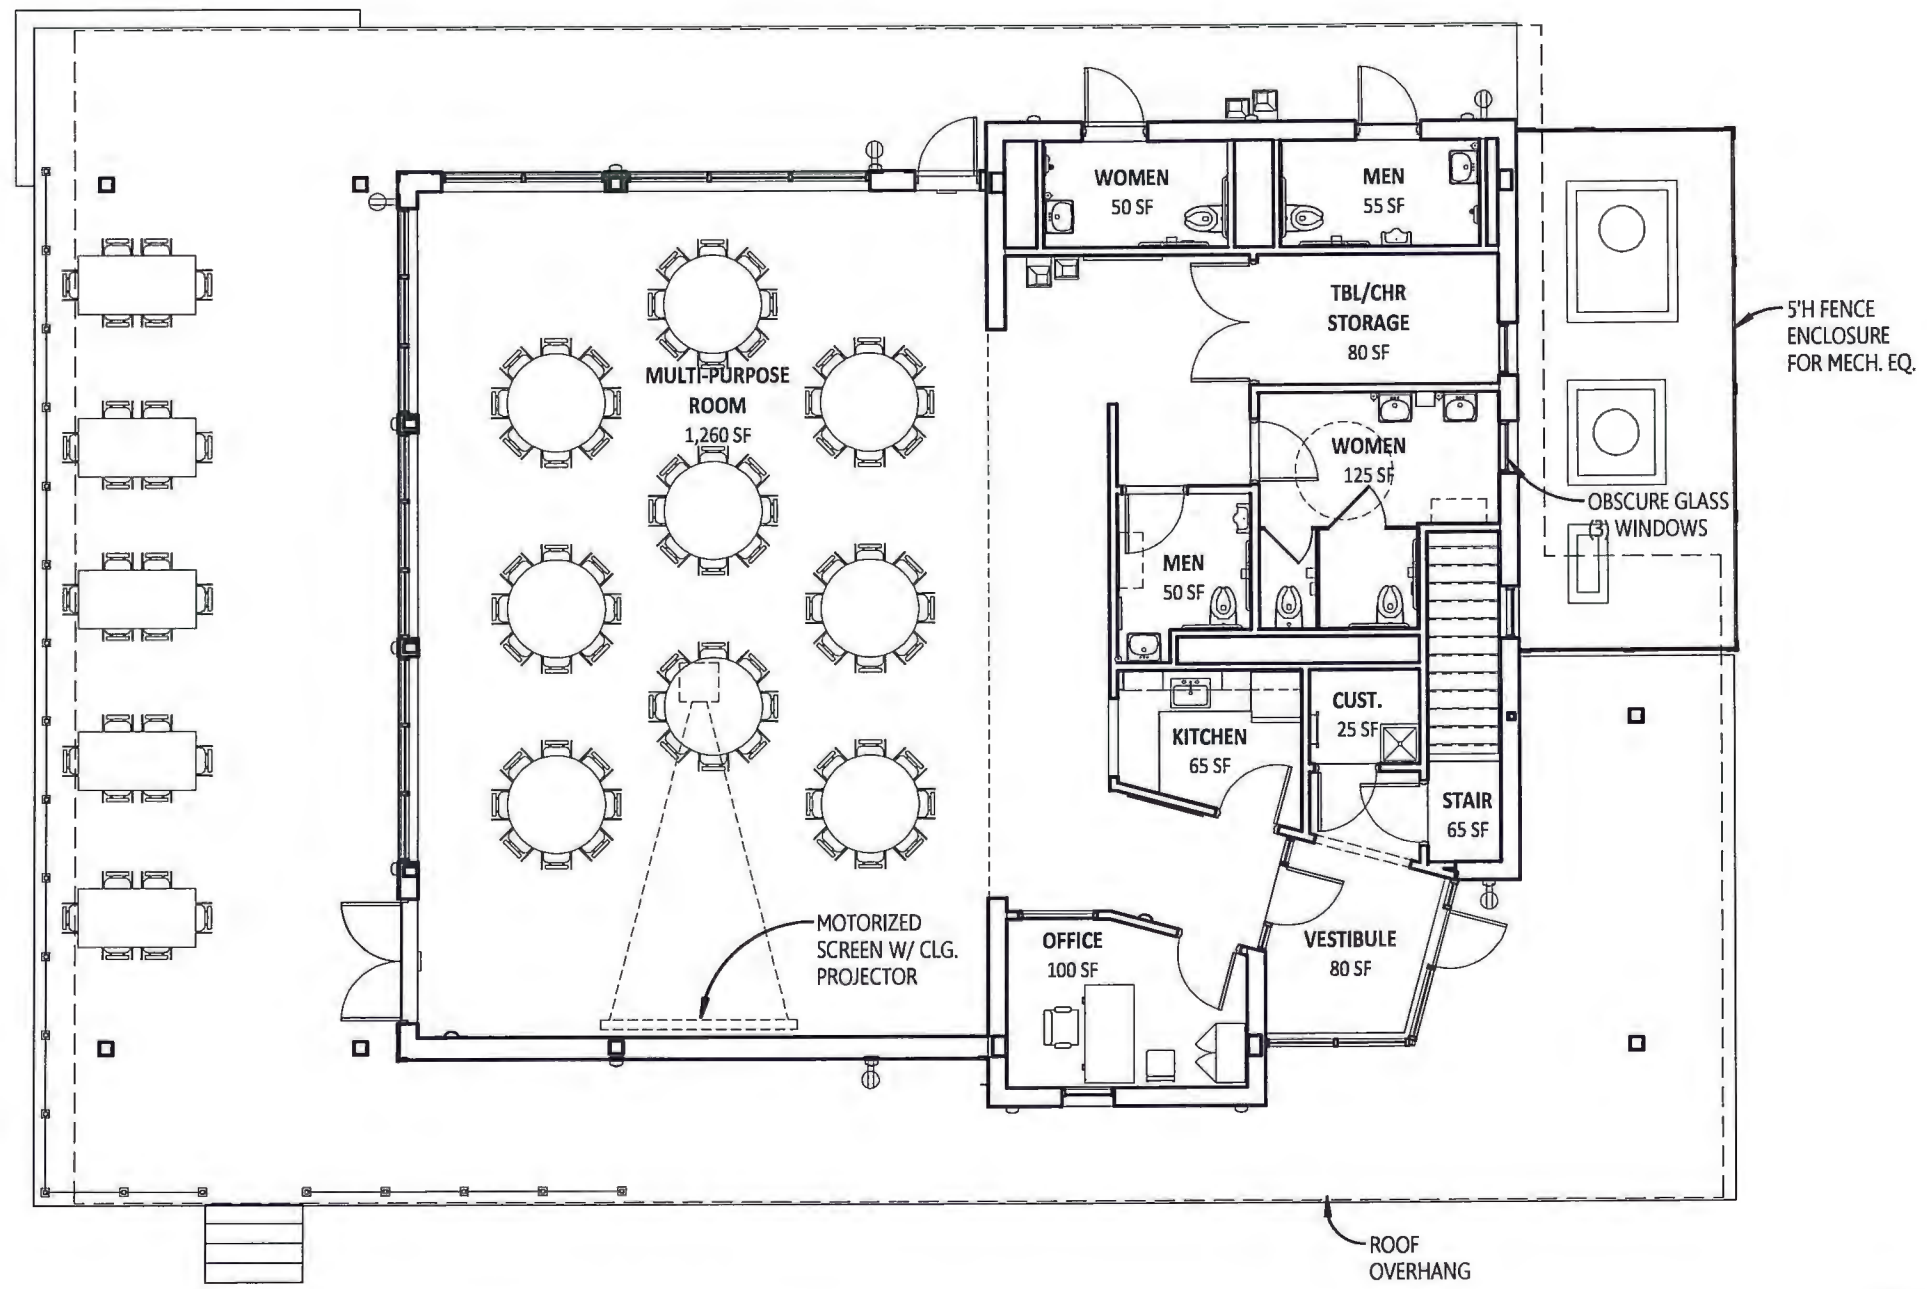 WOMEN
50 SF
MEN
55 SF
TBL/CHR
STORAGE
80 SF
5'H FENCE
ENCLOSURE
FOR MECH. EQ.
MULTI-PURPOSE
ROOM
1,260 SF
WOMEN
125 SF
OBSCURE GLASS
(3) WINDOWS
MEN
50 SF
CUST.
25 SF
KITCHEN
65 SF
STAIR
65 SF
MOTORIZED
SCREEN W/ CLG.
PROJECTOR
OFFICE
100 SF
VESTIBULE
80 SF
ROOF
OVERHANG